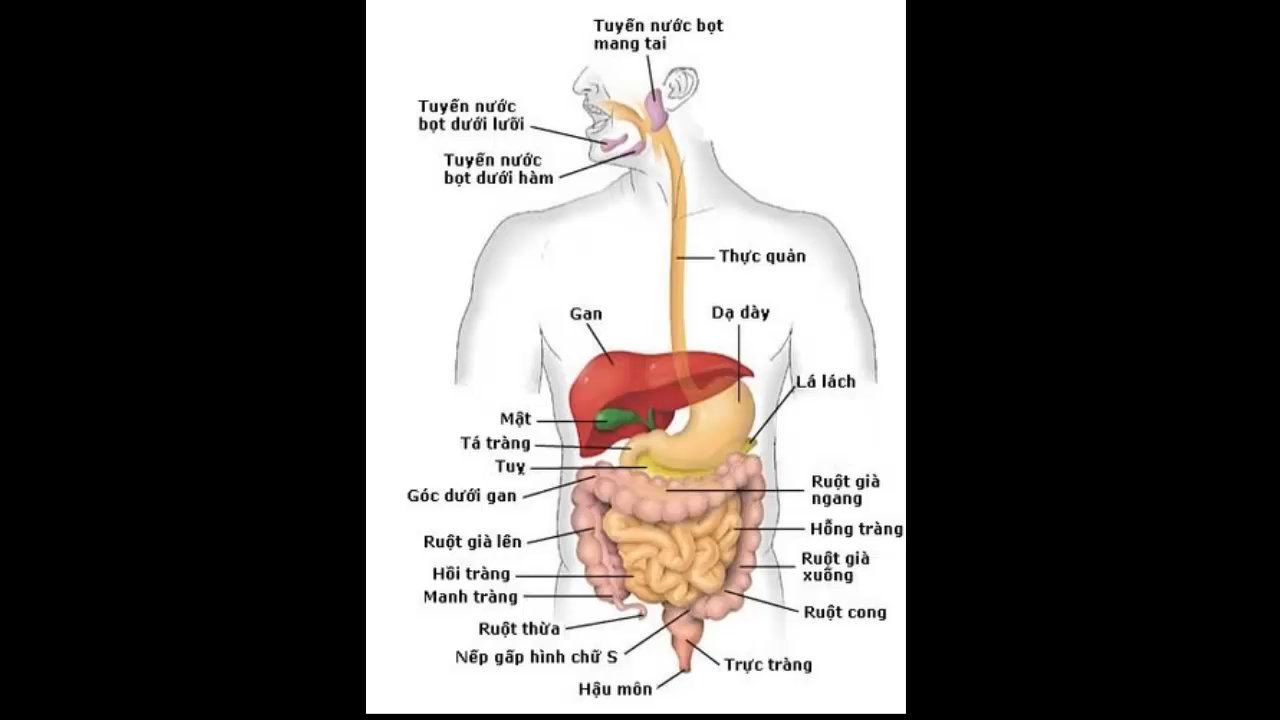 Tuyến nước bọt
mang tai
Tuyến nước
bọt dưới lưỡi
Tuyến nước
bọt dưới hàm
Thực quản
Gan
Dạ dày
Lá lách
Mật
Tá tràng
Tuỵ
Góc dưới gan
Ruột già
ngang
Hỗng tràng
Ruột già lên
Ruột già
xuống
Hồi tràng
Manh tràng
Ruột cong
Ruột thừa
Nếp gấp hình chữ S
Trực tràng
Hậu môn